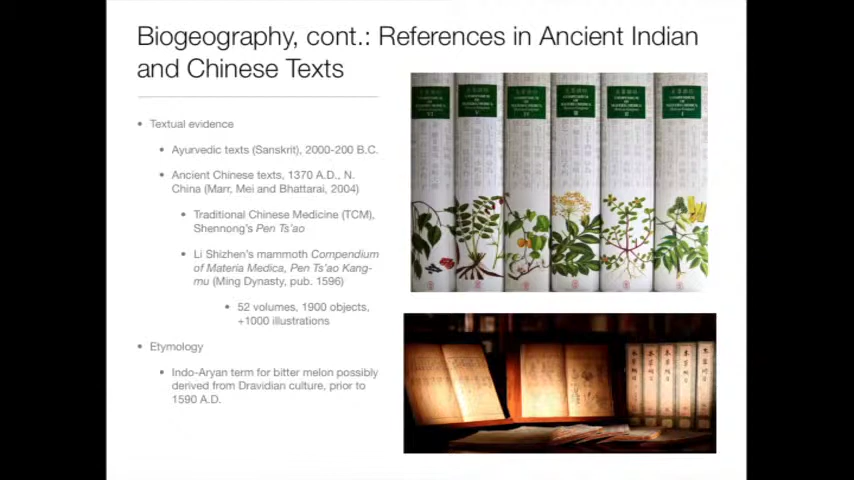 Biogeography, cont.: References in Ancient Indian
and Chinese Texts
• Textual evidence
• Ayurvedic texts (Sanskrit), 2000-200 B.C.
• Ancient Chinese texts, 1370 A.D., N.
China (Marr, Mei and Bhattarai, 2004)
• Traditional Chinese Medicine (TCM),
Shennong's Pen Ts'ao
• Li Shizhen's mammoth Compendium
of Materia Medica, Pen Ts'ao Kang-
mu (Ming Dynasty, pub. 1596)
• 52 volumes, 1900 objects,
+1000 illustrations
• Etymology
• Indo-Aryan term for bitter melon possibly
derived from Dravidian culture, prior to
1590 A.D.